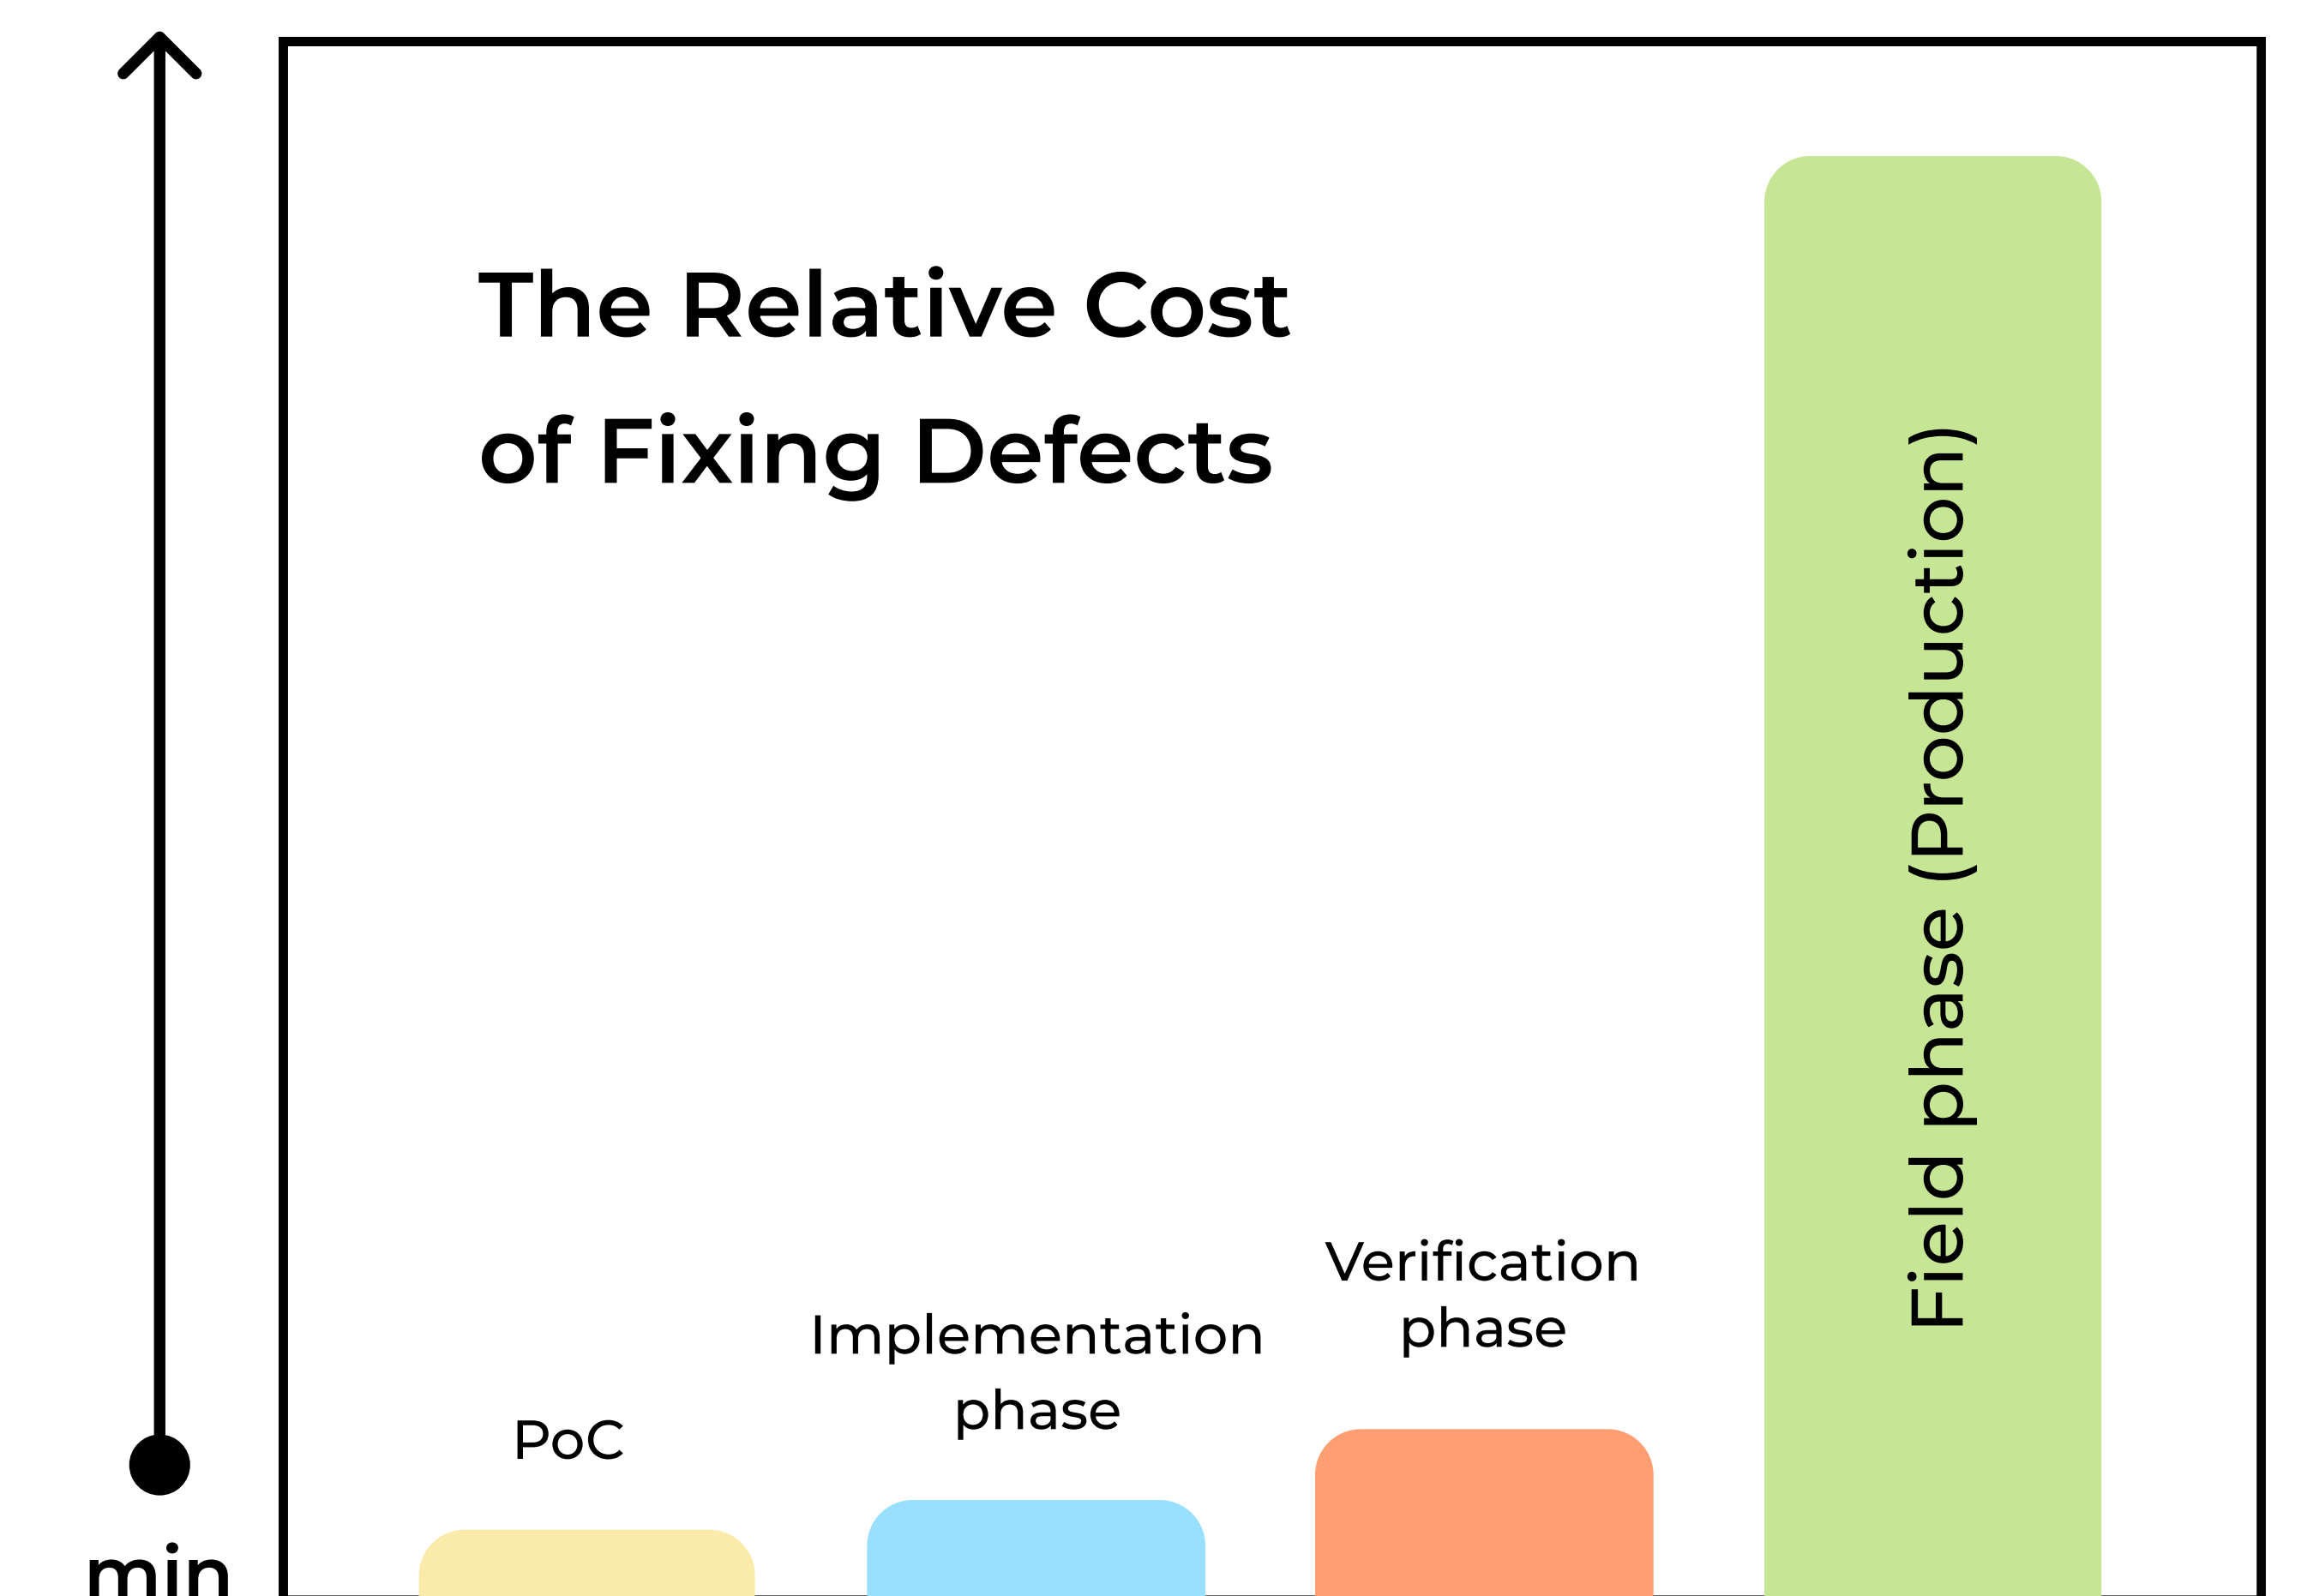 The Relative Cost
of Fixing Defects
PoC
Implementation
phase
Verification
phase
Field phase (Production)
min